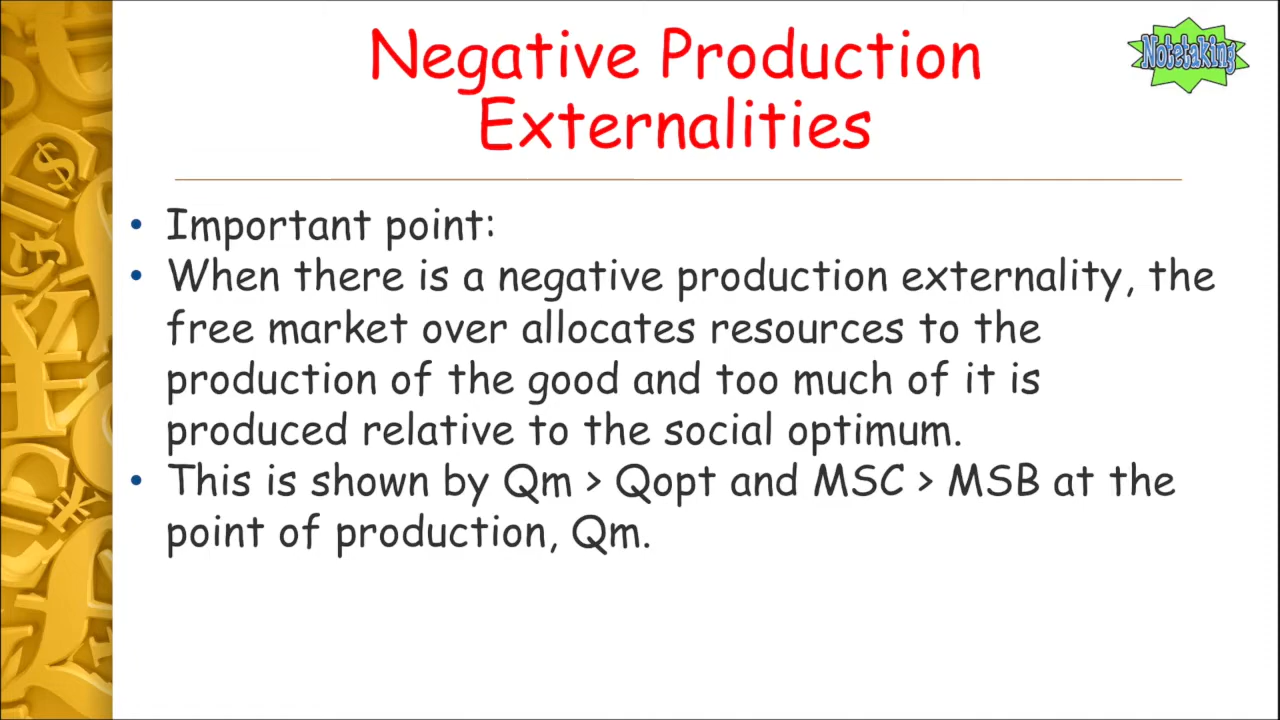 Negative Production
Externalities
Notetaking
• Important point:
• When there is a negative production externality, the
free market over allocates resources to the
production of the good and too much of it is
produced relative to the social optimum.
• This is shown by Qm > Qopt and MSC > MSB at the
point of production, Qm.